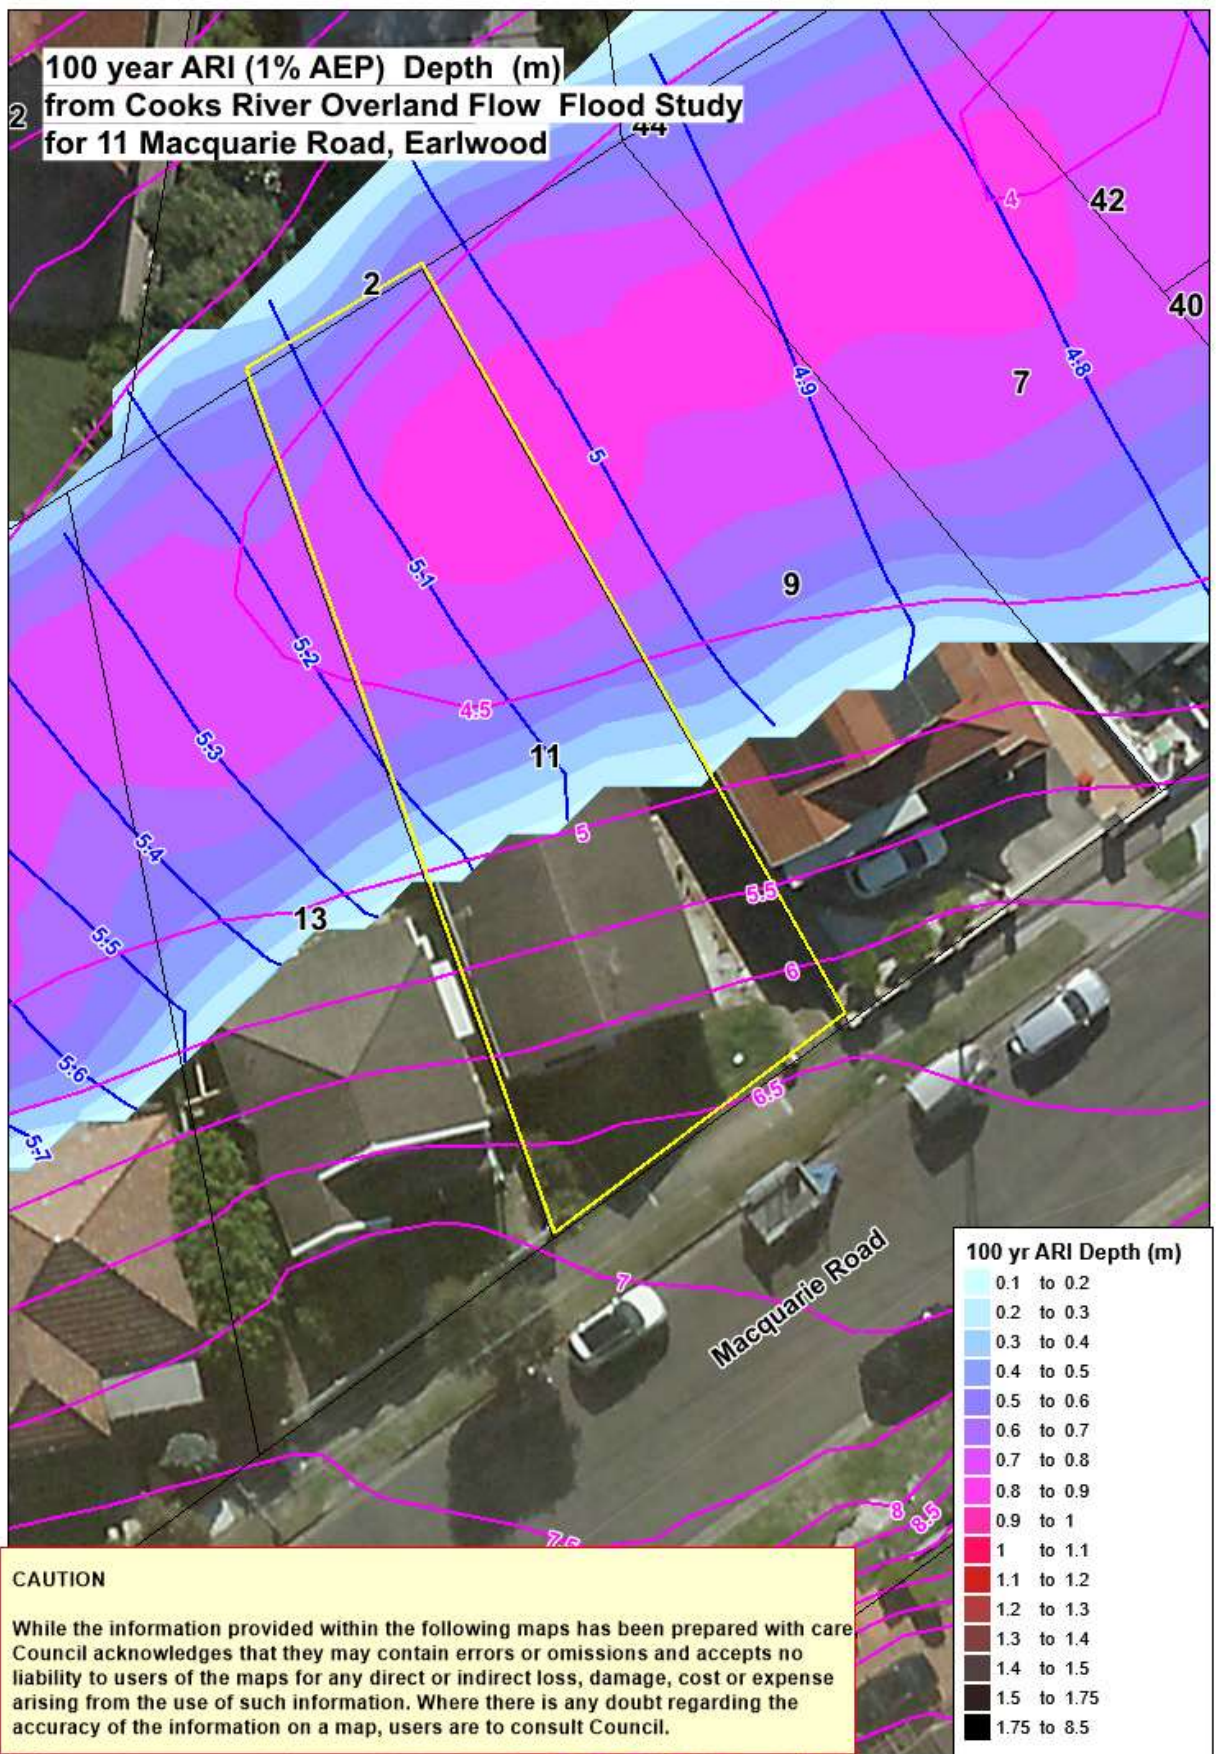 100 year ARI (1% AEP) Depth (m)
from Cooks River Overland Flow Flood Study
for 11 Macquarie Road, Earlwood
2
44
42
4
40
2
7
4.8
4.9
5
9
5.1
5.2
4.5
5.3
11
5
5.4
5.5
13
5.5
6
5.6
6.5
5.7
7
Macquarie Road
8
8.5
7.5
100 yr ARI Depth (m)
0.1 to 0.2
0.2 to 0.3
0.3 to 0.4
0.4 to 0.5
0.5 to 0.6
0.6 to 0.7
0.7 to 0.8
0.8 to 0.9
0.9 to 1
1 to 1.1
1.1 to 1.2
1.2 to 1.3
1.3 to 1.4
1.4 to 1.5
1.5 to 1.75
1.75 to 8.5
CAUTION
While the information provided within the following maps has been prepared with care,
Council acknowledges that they may contain errors or omissions and accepts no
liability to users of the maps for any direct or indirect loss, damage, cost or expense
arising from the use of such information. Where there is any doubt regarding the
accuracy of the information on a map, users are to consult Council.